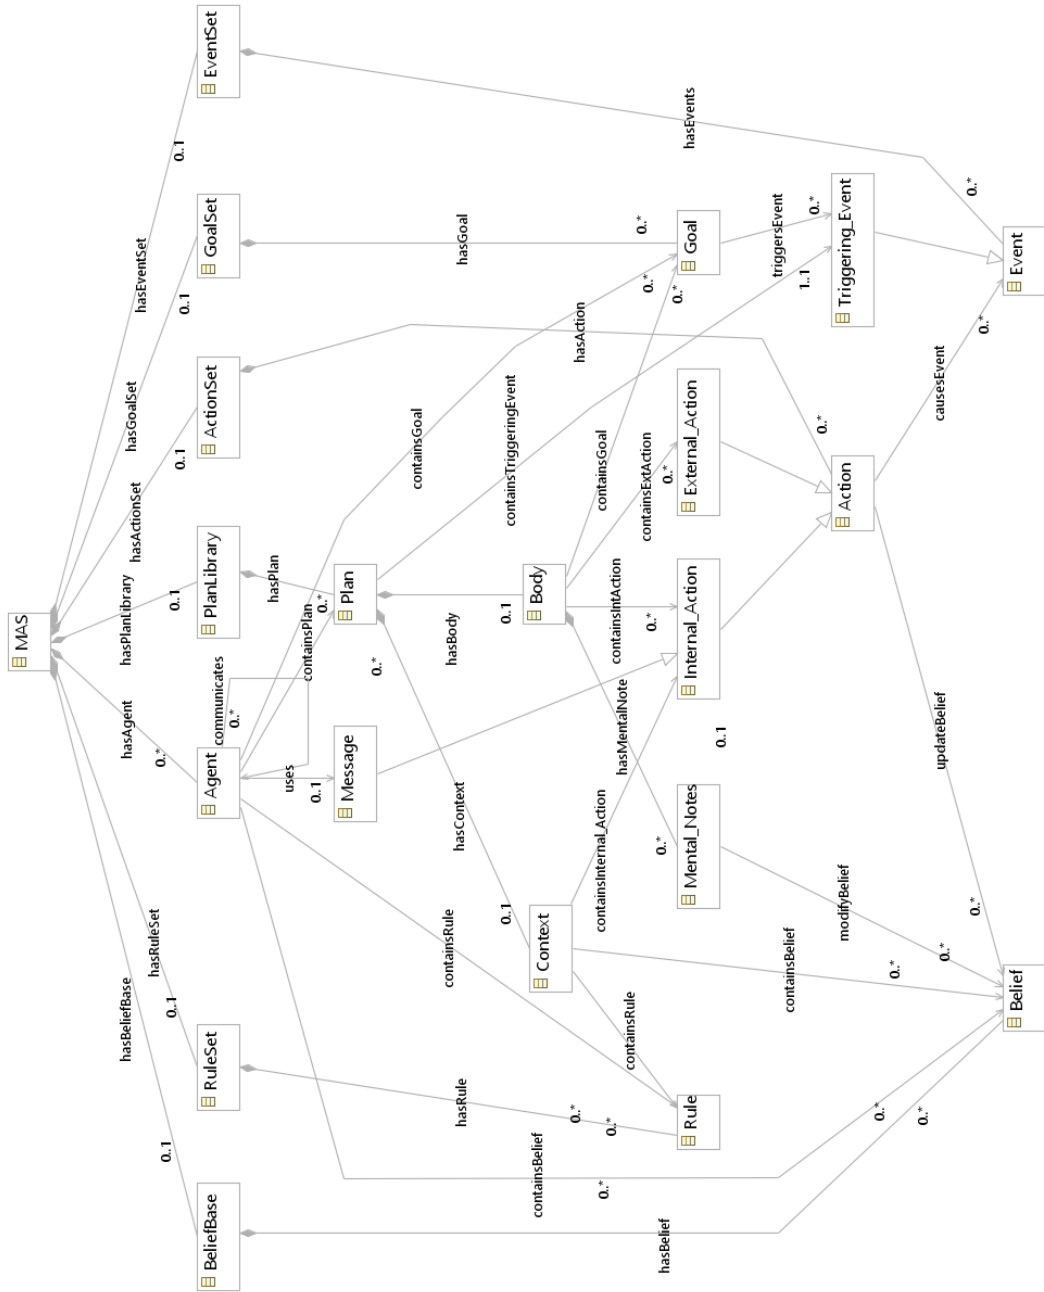 MAS
hasBeliefBase
0..1
hasRuleSet
0..1
hasAgent
0..*
hasPlanLibrary
0..1
hasActionSet
0..1
hasGoalSet
0..1
hasEventSet
0..1
BeliefBase
RuleSet
Agent
PlanLibrary
ActionSet
GoalSet
EventSet
communicates
0..*
uses
0..1
containsPlan
0..*
hasPlan
containsGoal
0..*
hasGoal
0..*
hasEvents
0..*
Message
Plan
0..*
containsRule
hasContext
0..1
hasBody
0..1
containsTriggeringEvent
1..1
hasAction
0..*
containsBelief
0..*
0..*
hasRule
0..*
0..*
Context
Body
containsRule
containsInternal_Action
0..1
hasMentalNote
0..*
containsIntAction
0..*
containsExtAction
0..*
containsGoal
0..*
Rule
Mental_Notes
Internal_Action
External_Action
Goal
triggersEvent
0..*
hasBelief
0..*
containsBelief
0..*
modifyBelief
0..*
Action
Triggering_Event
updateBelief
0..*
causesEvent
0..*
Belief
Event